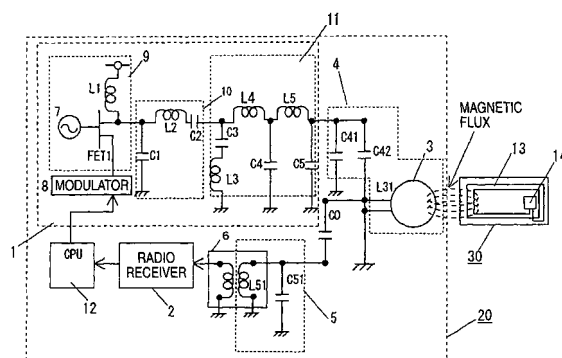 11
9
L1
10
4
7
L4
L5
MAGNETIC
FLUX
L2
C2
C3
3
13
14
FET1
C1
C41
C42
8
MODULATOR
L3
C4
C5
L31
1
C0
30
6
CPU
RADIO
RECEIVER
L51
C51
12
2
5
20